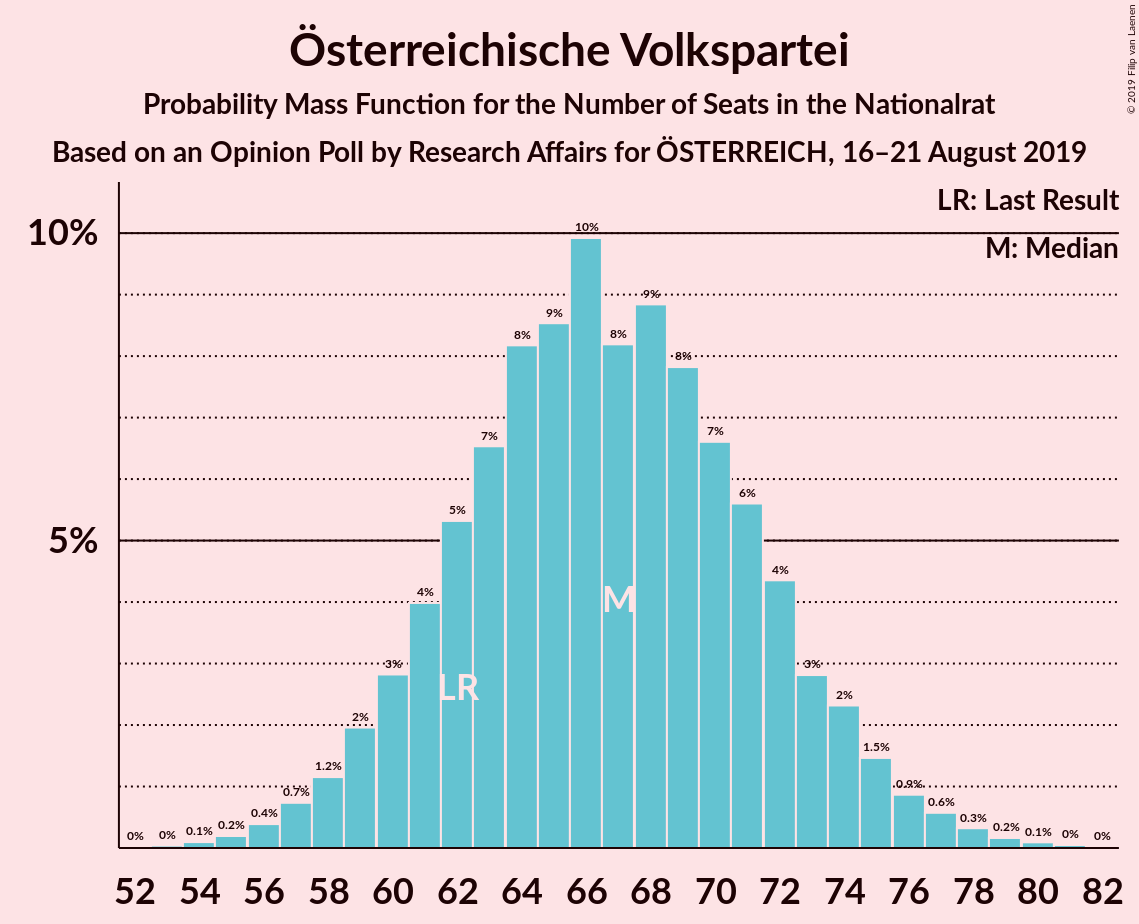 Österreichische Volkspartei
Probability Mass Function for the Number of Seats in the Nationalrat
Based on an Opinion Poll by Research Affairs for ÖSTERREICH, 16–21 August 2019
© 2019 Filip van Laenen
LR: Last Result
M: Median
10%
5%
0% 0% 0.1% 0.2% 0.4% 0.7% 1.2% 2% 3% 4% 5% 7% 8% 9% 10% 8% 9% 8% 7% 6% 4% 3% 2% 1.5% 0.9% 0.6% 0.3% 0.2% 0.1% 0% 0%
M
LR
52 54 56 58 60 62 64 66 68 70 72 74 76 78 80 82